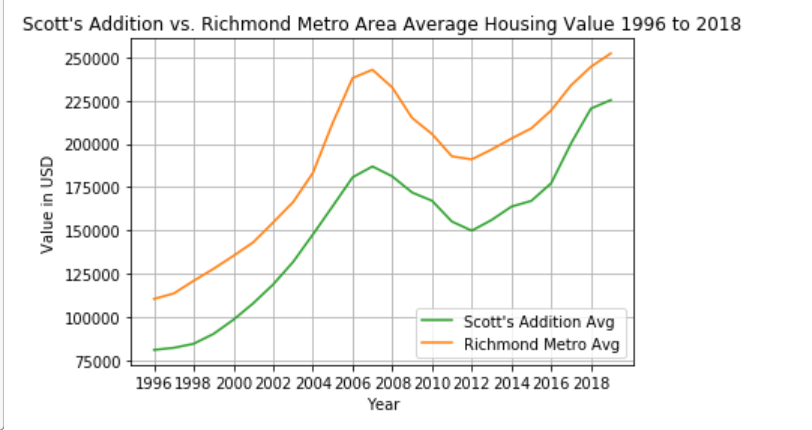 Scott's Addition vs. Richmond Metro Area Average Housing Value 1996 to 2018
250000
225000
200000
175000
150000
125000
100000
75000
Value in USD
Scott's Addition Avg
Richmond Metro Avg
1996 1998 2000 2002 2004 2006 2008 2010 2012 2014 2016 2018
Year